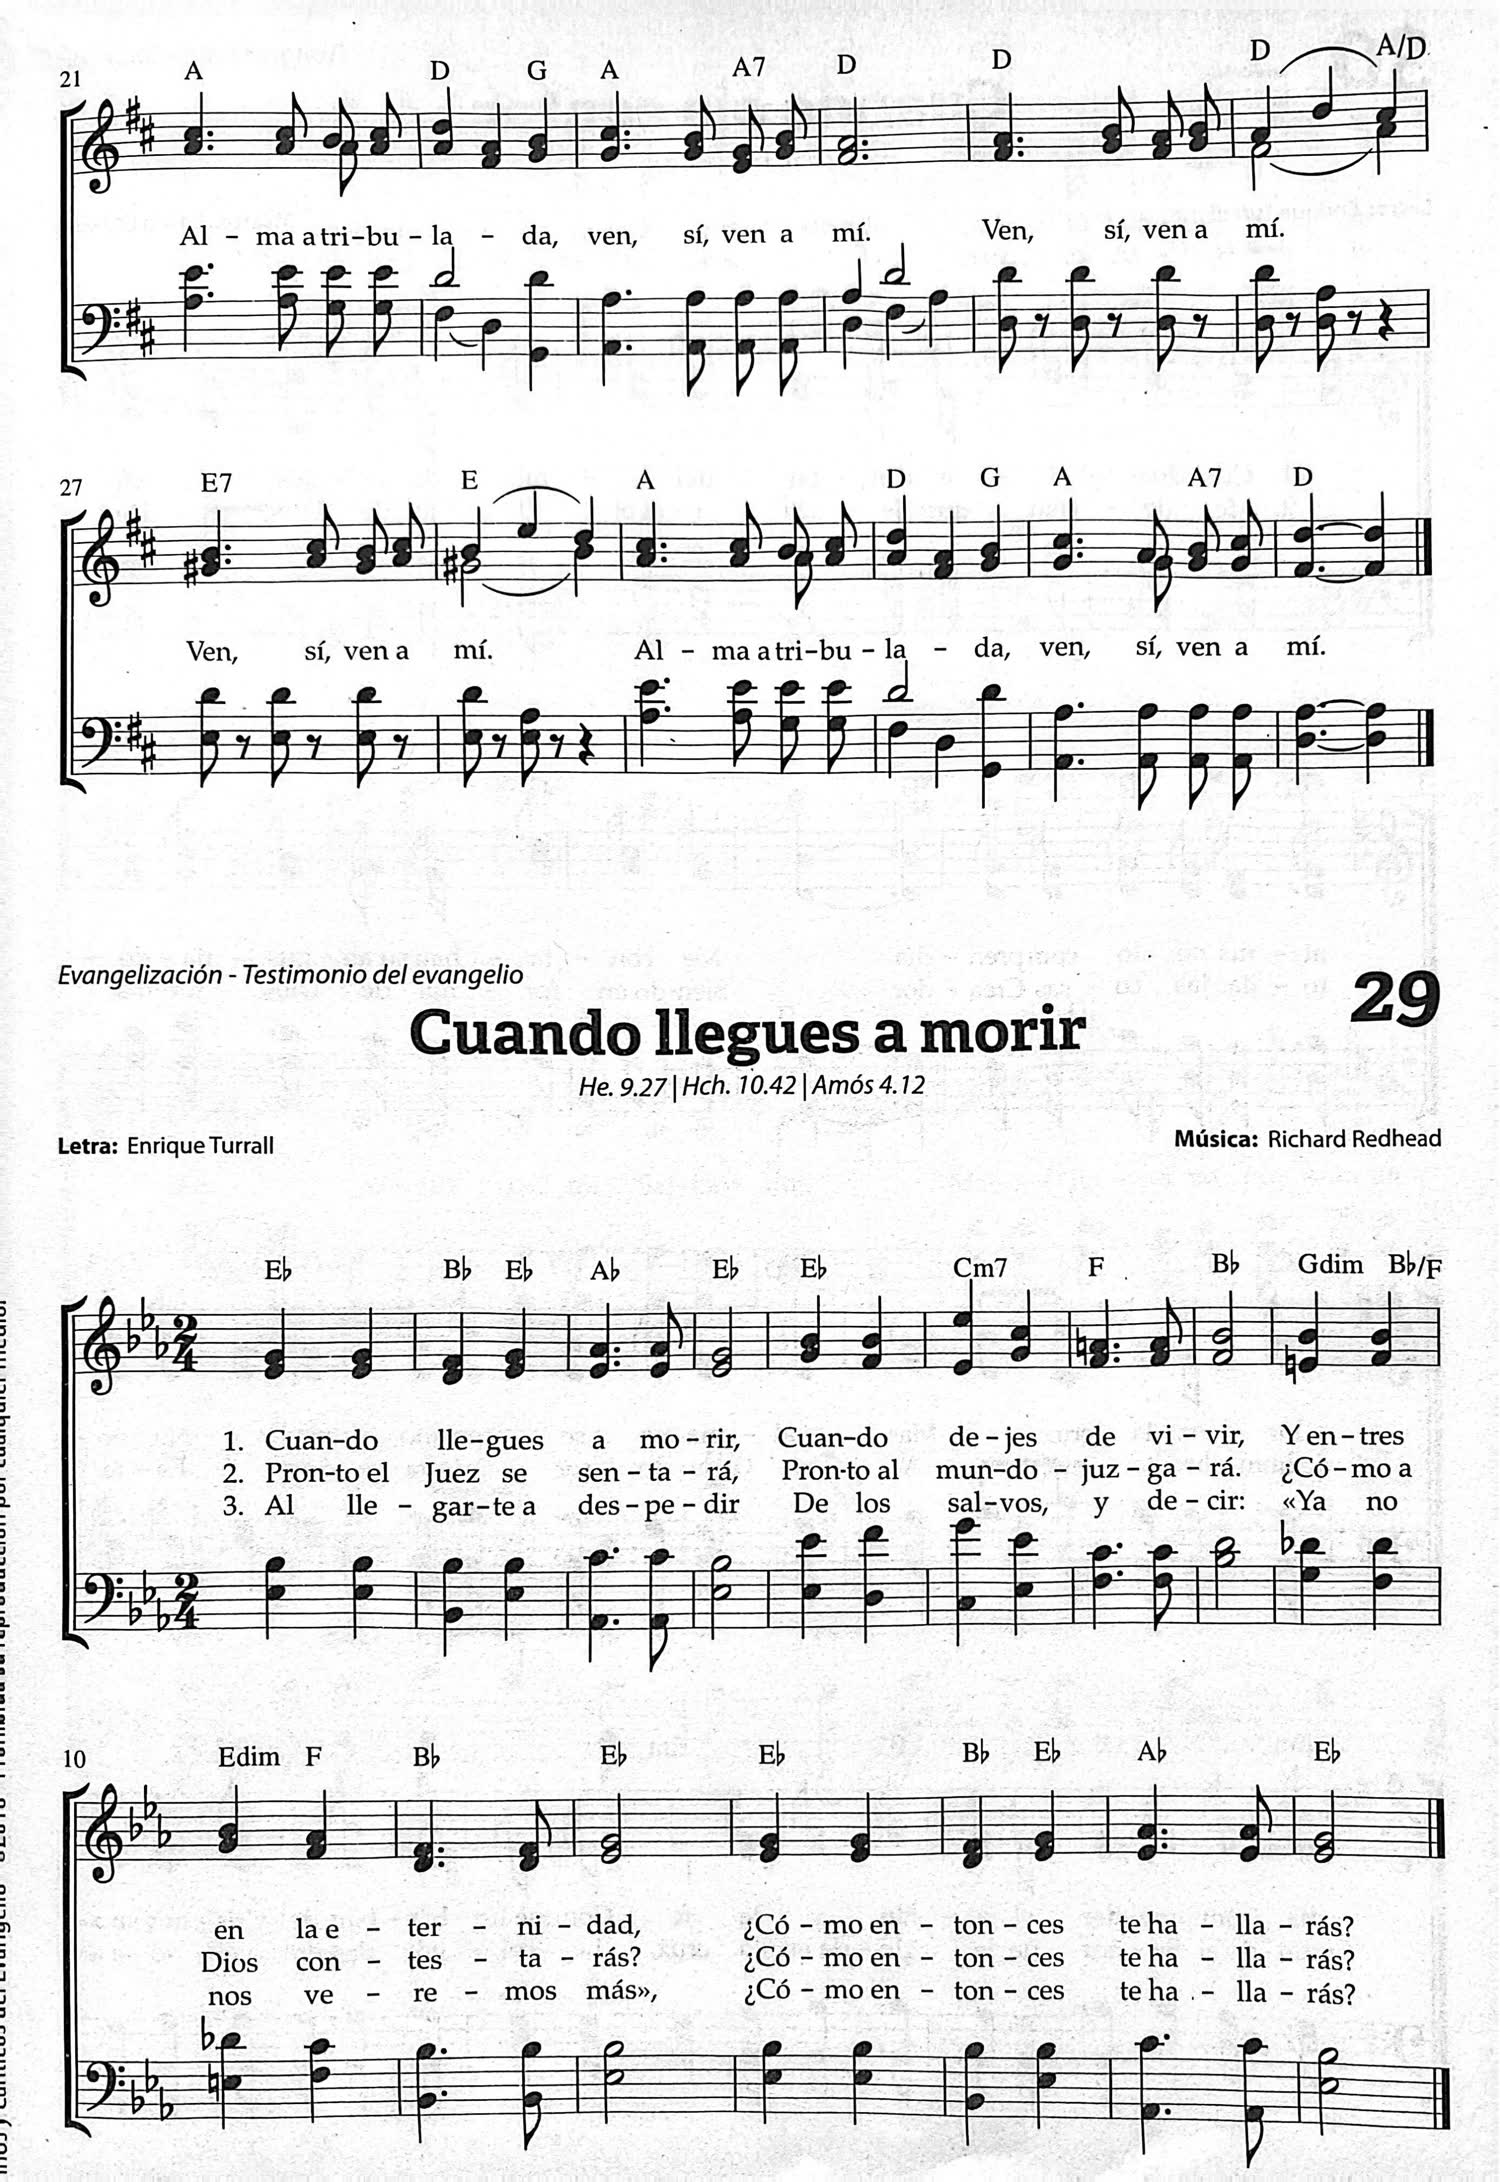 21 A D G A A7 D D D A/D
Al – ma a tri–bu – la – da, ven, sí, ven a mí. Ven, sí, ven a mí.
27 E7 E A D G A A7 D
Ven, sí, ven a mí. Al – ma a tri–bu – la – da, ven, sí, ven a mí.
Evangelización - Testimonio del evangelio
29
Cuando llegues a morir
He. 9.27 | Hch. 10.42 | Amós 4.12
Letra: Enrique Turrall
Música: Richard Redhead
E♭ B♭ E♭ A♭ E♭ E♭ Cm7 F B♭ Gdim B♭/F
2
4
1. Cuan–do lle–gues a mo–rir, Cuan–do de–jes de vi–vir, Y en–tres
2. Pron-to el Juez se sen–ta–rá, Pron-to al mun–do – juz–ga–rá. ¿Có–mo a
3. Al lle – gar–te a des–pe–dir De los sal–vos, y de–cir: «Ya no
2
4
10 Edim F B♭ E♭ E♭ B♭ E♭ A♭ E♭
en la e – ter – ni – dad, ¿Có – mo en – ton – ces te ha – lla – rás?
Dios con – tes – ta – rás? ¿Có – mo en – ton – ces te ha – lla – rás?
nos ve – re – mos más», ¿Có – mo en – ton – ces te ha – lla – rás?